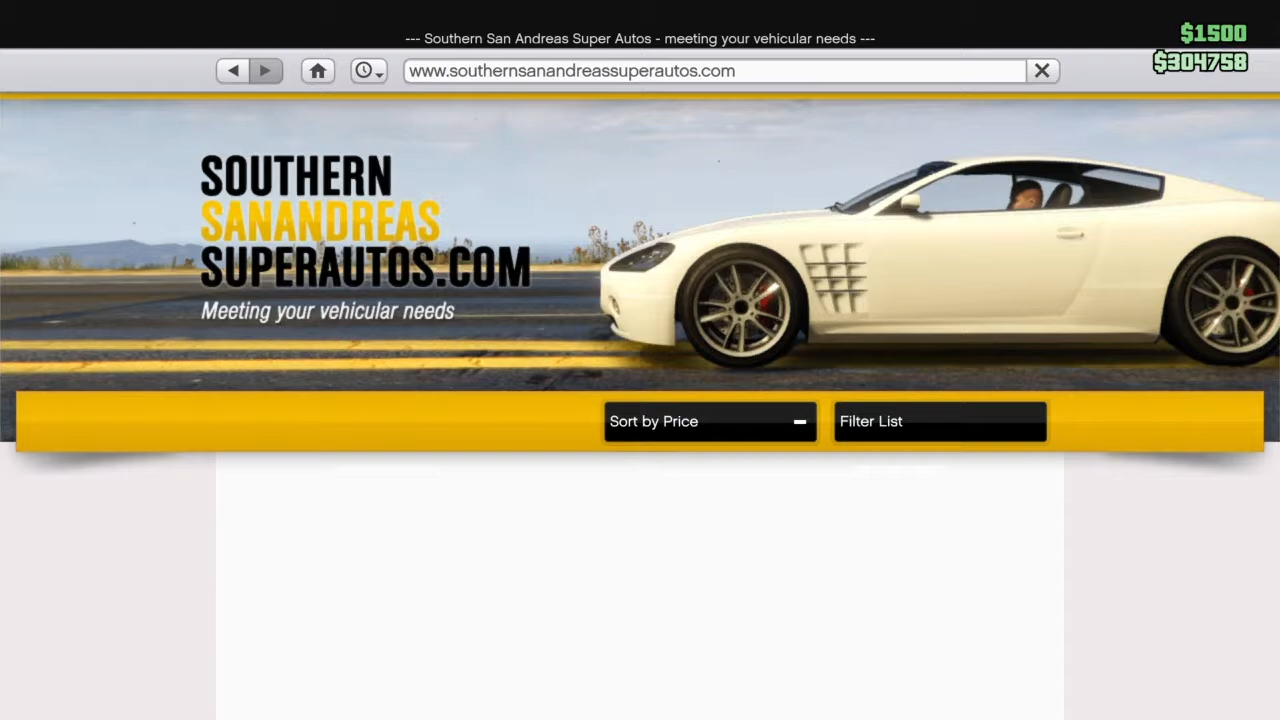 --- Southern San Andreas Super Autos - meeting your vehicular needs ---
$1500
$304758
www.southernsanandreassuperautos.com
SOUTHERN
SANANDREAS
SUPERAUTOS.COM
Meeting your vehicular needs
Sort by Price
Filter List